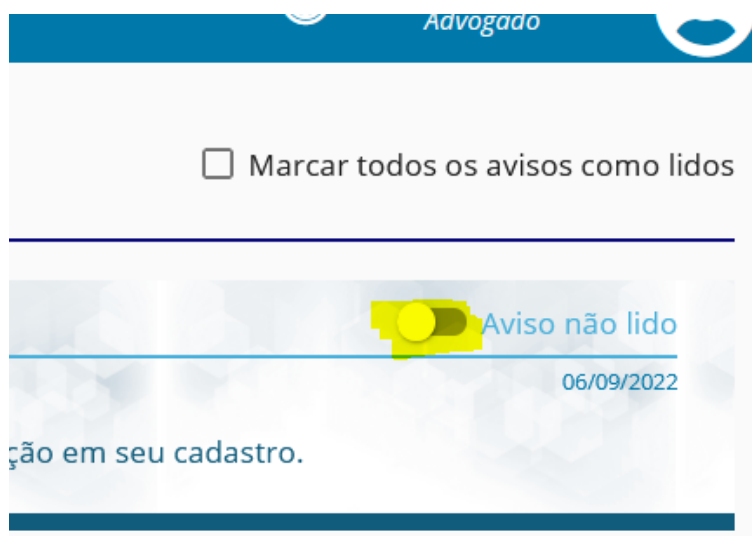 Advogado
Marcar todos os avisos como lidos
Aviso não lido
06/09/2022
ção em seu cadastro.